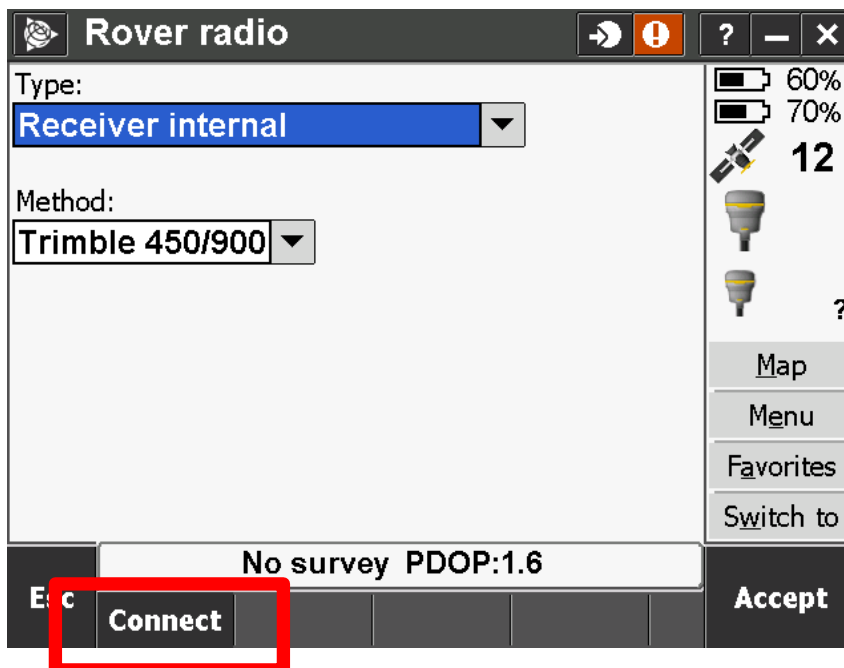 Rover radio
?
Type:
Receiver internal
Method:
Trimble 450/900
60%
70%
12
?
Map
Menu
Favorites
Switch to
No survey PDOP:1.6
Esc
Connect
Accept